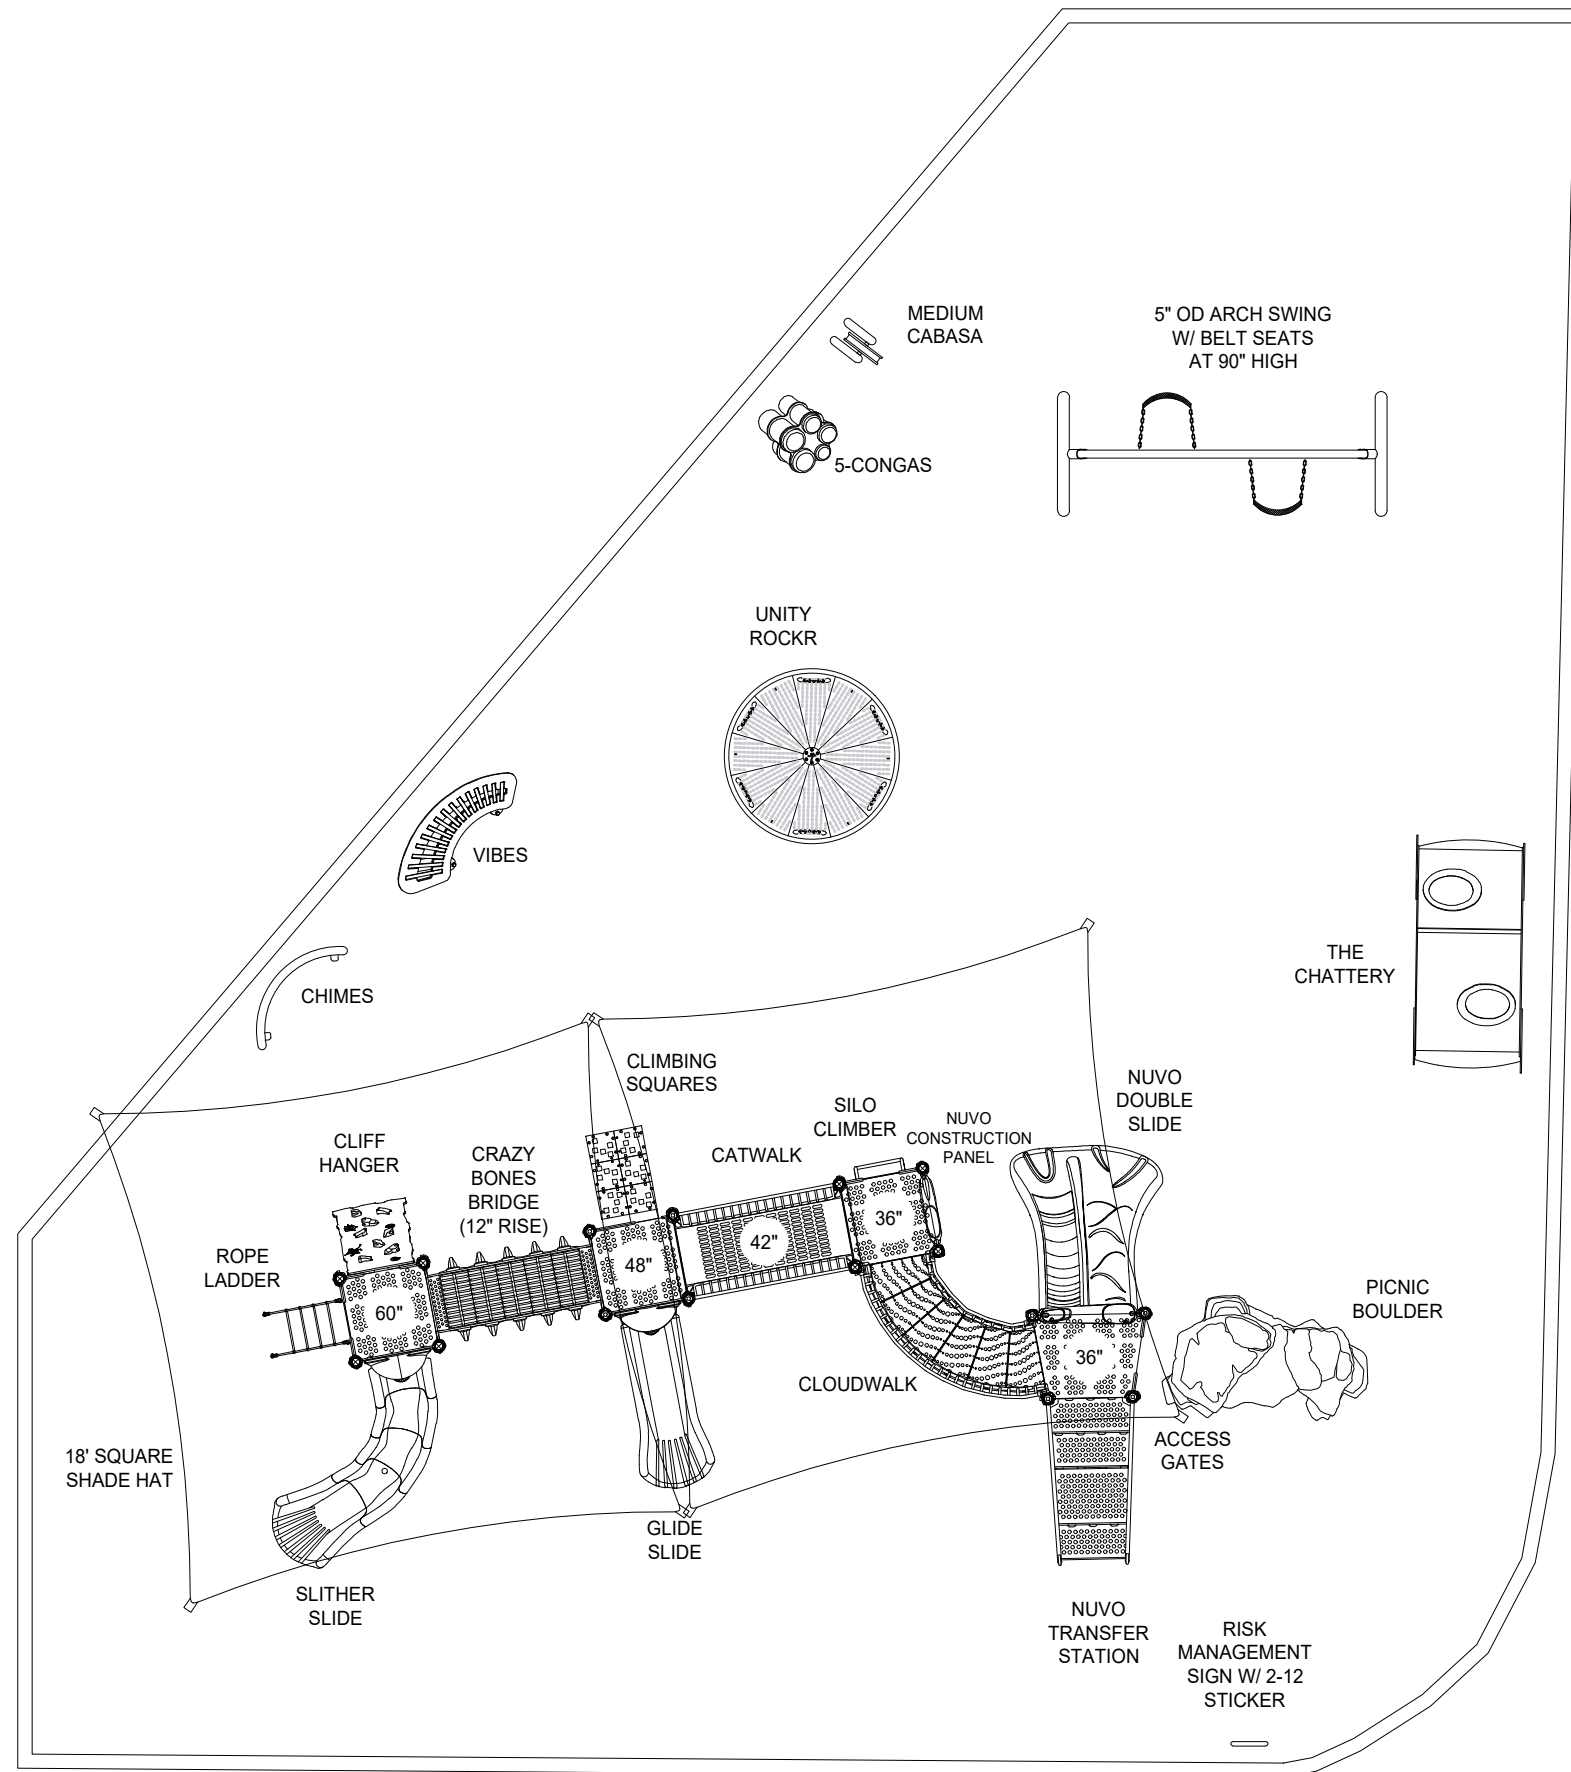 MEDIUM
CABASA
5" OD ARCH SWING
W/ BELT SEATS
AT 90" HIGH
5-CONGAS
UNITY
ROCKR
VIBES
THE
CHATTERY
CHIMES
CLIMBING
SQUARES
NUVO
DOUBLE
SLIDE
SILO
CLIMBER
NUVO
CONSTRUCTION
PANEL
CLIFF
HANGER
CRAZY
BONES
BRIDGE
(12" RISE)
CATWALK
36"
42"
48"
ROPE
LADDER
60"
PICNIC
BOULDER
36"
CLOUDWALK
18' SQUARE
SHADE HAT
ACCESS
GATES
GLIDE
SLIDE
SLITHER
SLIDE
NUVO
TRANSFER
STATION
RISK
MANAGEMENT
SIGN W/ 2-12
STICKER